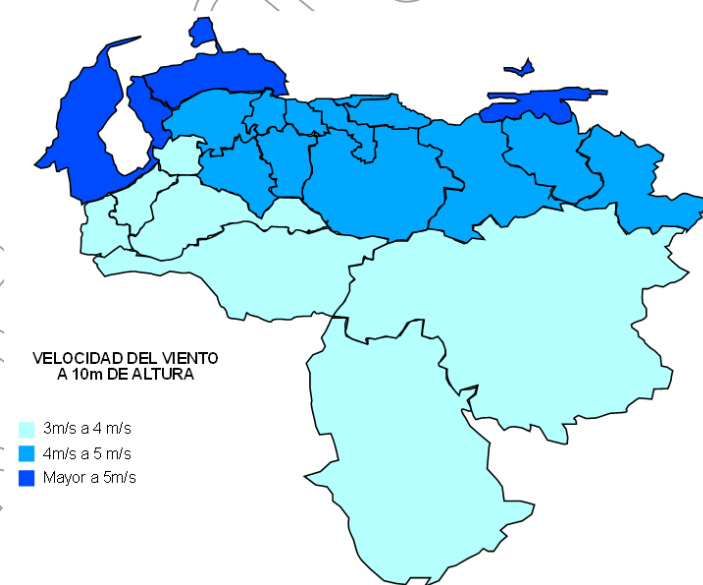 VELOCIDAD DEL VIENTO
A 10m DE ALTURA
3m/s a 4 m/s
4m/s a 5 m/s
Mayor a 5m/s